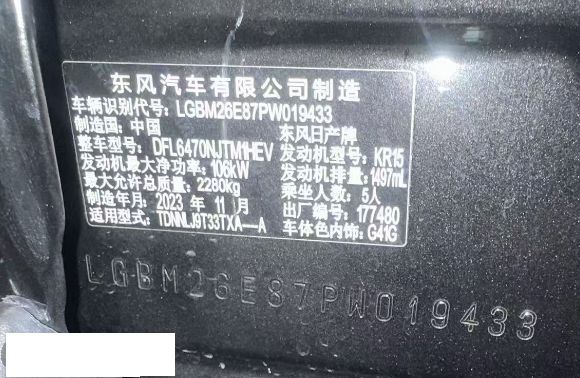 东风汽车有限公司制造
车辆识别代号: LGBM26E87PW019433
制造国: 中国 东风日产牌
整车型号: DFL6470NJTM1HEV 发动机型号: KR15
发动机最大净功率: 106kW 发动机排量: 1497mL
最大允许总质量: 2280kg 乘坐人数: 5人
制造年月: 2023 年 11 月 出厂编号: 177480
适用型式: TDNNLJ9T33TXA—A 车体色内饰: G41G
LGBM26E87PW019433